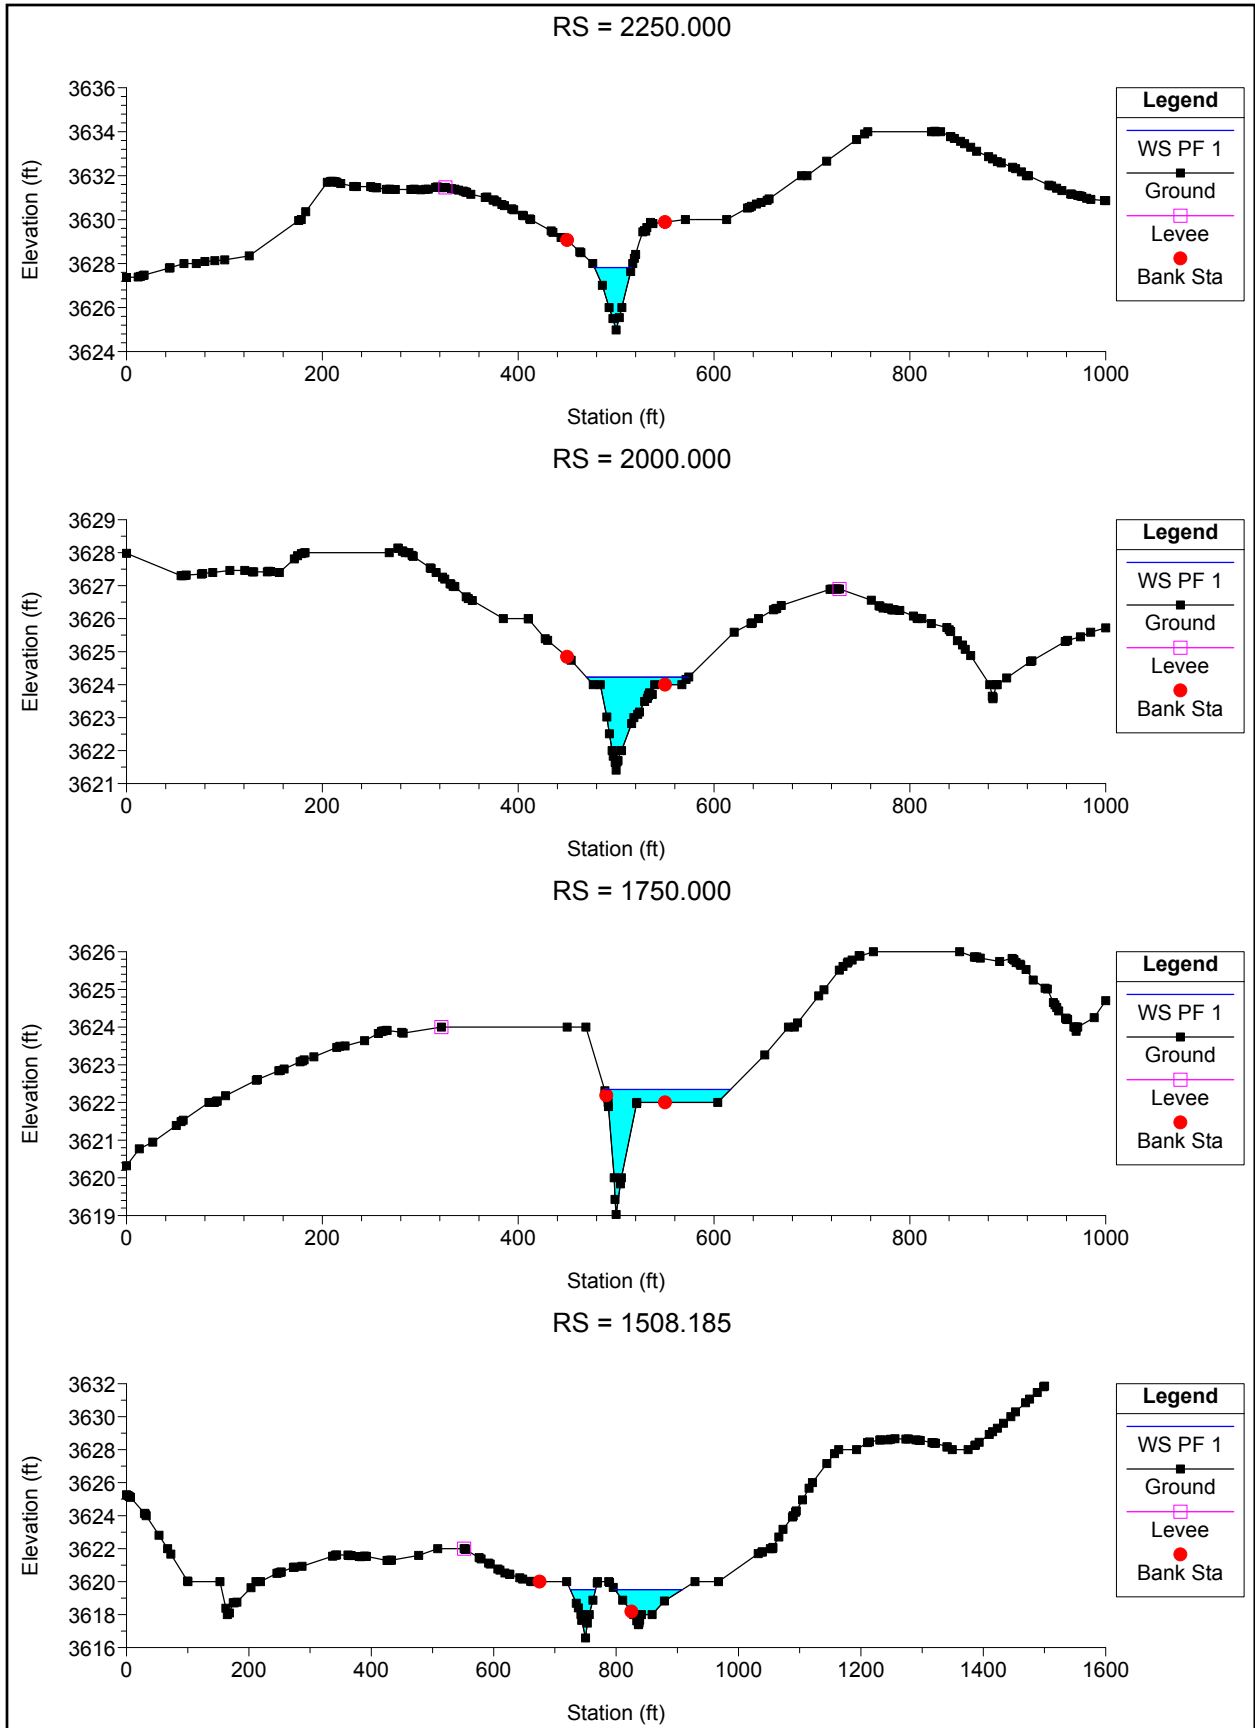 RS = 2250.000
3636
3634
3632
3630
3628
3626
3624
Elevation (ft)
0 200 400 600 800 1000
Station (ft)
Legend
WS PF 1
Ground
Levee
Bank Sta
RS = 2000.000
3629
3628
3627
3626
3625
3624
3623
3622
3621
Elevation (ft)
0 200 400 600 800 1000
Station (ft)
Legend
WS PF 1
Ground
Levee
Bank Sta
RS = 1750.000
3626
3625
3624
3623
3622
3621
3620
3619
Elevation (ft)
0 200 400 600 800 1000
Station (ft)
Legend
WS PF 1
Ground
Levee
Bank Sta
RS = 1508.185
3632
3630
3628
3626
3624
3622
3620
3618
3616
Elevation (ft)
0 200 400 600 800 1000 1200 1400 1600
Station (ft)
Legend
WS PF 1
Ground
Levee
Bank Sta